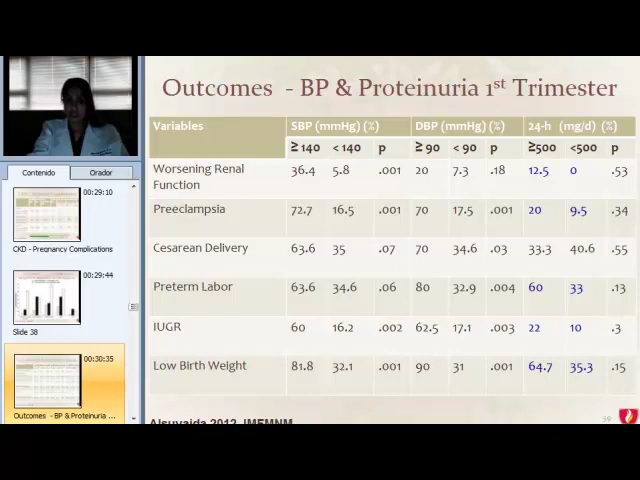 Outcomes - BP & Proteinuria 1st Trimester
Variables SBP (mmHg) (%) DBP (mmHg) (%) 24-h (mg/d) (%)
≥ 140 < 140 p ≥ 90 < 90 p ≥500 <500 p
Worsening Renal Function 36.4 5.8 .001 20 7.3 .18 12.5 0 .53
Preeclampsia 72.7 16.5 .001 70 17.5 .001 20 9.5 .34
Cesarean Delivery 63.6 35 .07 70 34.6 .03 33.3 40.6 .55
Preterm Labor 63.6 34.6 .06 80 32.9 .004 60 33 .13
IUGR 60 16.2 .002 62.5 17.1 .003 22 10 .3
Low Birth Weight 81.8 32.1 .001 90 31 .001 64.7 35.3 .15
39
Contenido Orador
00:29:10
CKD - Pregnancy Complications
00:29:44
Slide 38
00:30:35
Outcomes - BP & Proteinuria ...